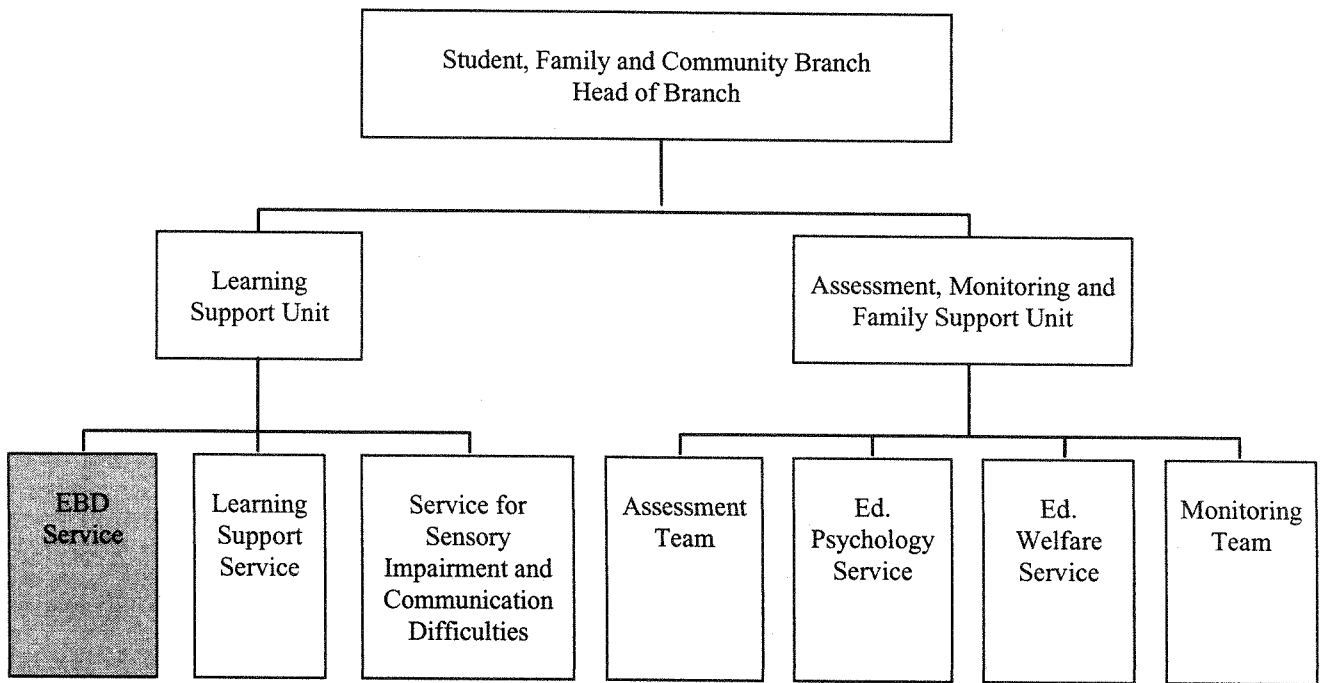 Student, Family and Community Branch
Head of Branch
Learning
Support Unit
Assessment, Monitoring and
Family Support Unit
EBD
Service
Learning
Support
Service
Service for
Sensory
Impairment and
Communication
Difficulties
Assessment
Team
Ed.
Psychology
Service
Ed.
Welfare
Service
Monitoring
Team